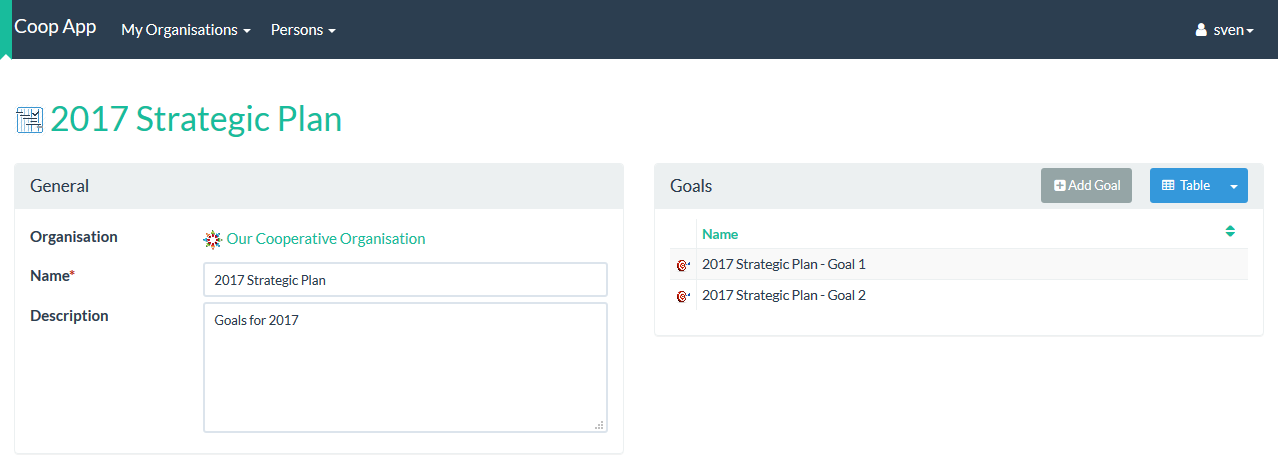 Coop App My Organisations Persons sven
2017 Strategic Plan
General
Organisation Our Cooperative Organisation
Name* 2017 Strategic Plan
Description Goals for 2017
Goals Add Goal Table
Name
2017 Strategic Plan - Goal 1
2017 Strategic Plan - Goal 2